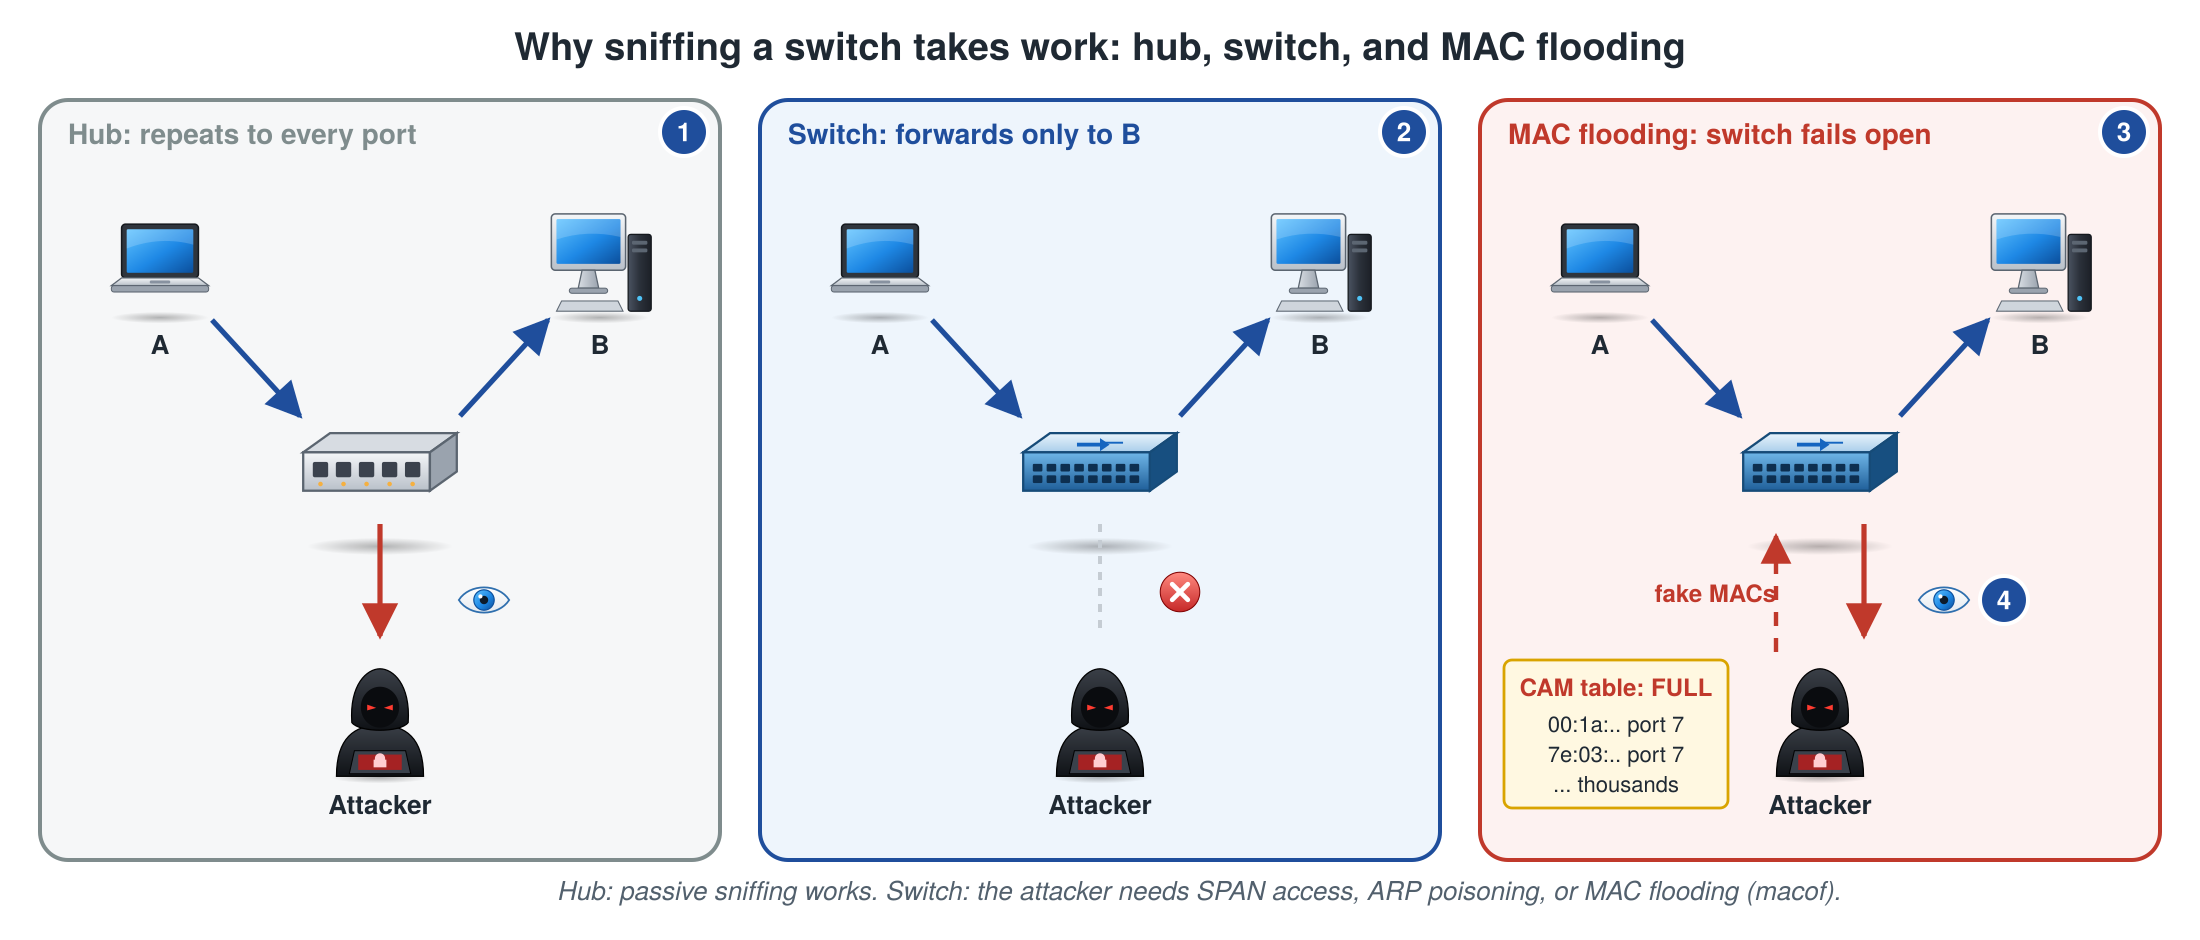 Why sniffing a switch takes work: hub, switch, and MAC flooding
Hub: repeats to every port
1
A
B
Attacker
Switch: forwards only to B
2
A
B
Attacker
MAC flooding: switch fails open
3
A
B
fake MACs
4
CAM table: FULL
00:1a:.. port 7
7e:03:.. port 7
... thousands
Attacker
Hub: passive sniffing works. Switch: the attacker needs SPAN access, ARP poisoning, or MAC flooding (macof).